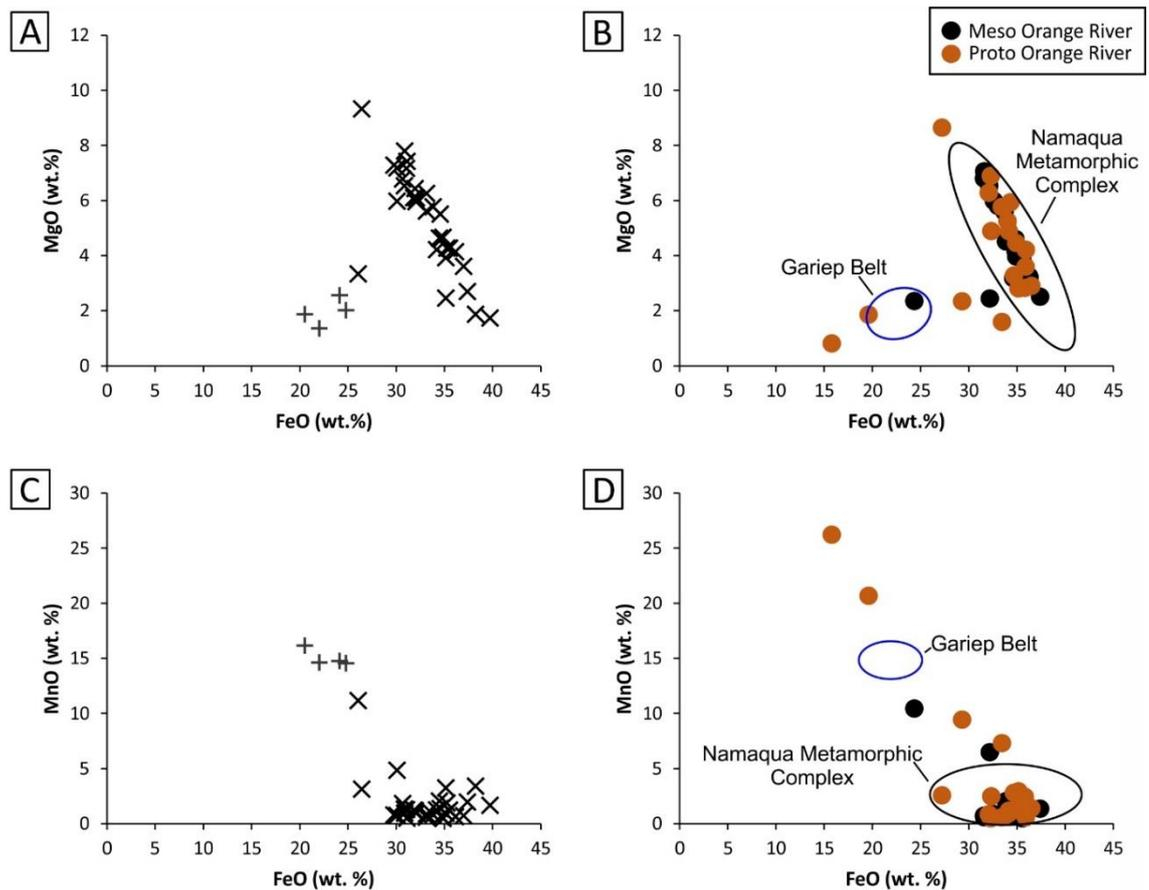 A
12
10
8
6
4
2
0
MgO (wt.%)
0 5 10 15 20 25 30 35 40 45
FeO (wt.%)
B
Meso Orange River
Proto Orange River
12
10
8
6
4
2
0
MgO (wt.%)
Namaqua
Metamorphic
Complex
Gariep Belt
0 5 10 15 20 25 30 35 40 45
FeO (wt.%)
C
30
25
20
15
10
5
0
MnO (wt. %)
0 5 10 15 20 25 30 35 40 45
FeO (wt. %)
D
30
25
20
15
10
5
0
MnO (wt. %)
Gariep Belt
Namaqua Metamorphic
Complex
0 5 10 15 20 25 30 35 40 45
FeO (wt. %)